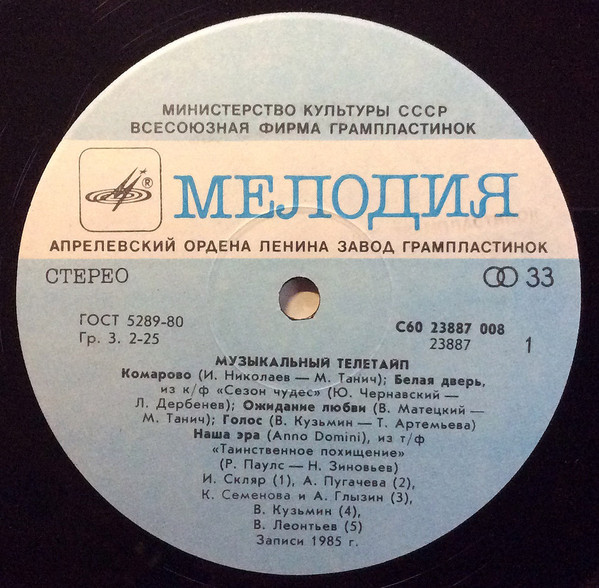 МИНИСТЕРСТВО КУЛЬТУРЫ СССР
ВСЕСОЮЗНАЯ ФИРМА ГРАМПЛАСТИНОК
® МЕЛОДИЯ
АПРЕЛЕВСКИЙ ОРДЕНА ЛЕНИНА ЗАВОД ГРАМПЛАСТИНОК
СТЕРЕО 33
ГОСТ 5289-80 С60 23887 008
Гр. 3. 2-25 23887 1
МУЗЫКАЛЬНЫЙ ТЕЛЕТАЙП
Комарово (И. Николаев — М. Танич); Белая дверь,
из к/ф «Сезон чудес» (Ю. Чернавский —
Л. Дербенев); Ожидание любви (В. Матецкий —
М. Танич); Голос (В. Кузьмин — Т. Артемьева)
Наша эра (Anno Domini), из т/ф
«Таинственное похищение»
(Р. Паулс — Н. Зиновьев)
И. Скляр (1), А. Пугачева (2),
К. Семенова и А. Глызин (3),
В. Кузьмин (4),
В. Леонтьев (5)
Записи 1985 г.